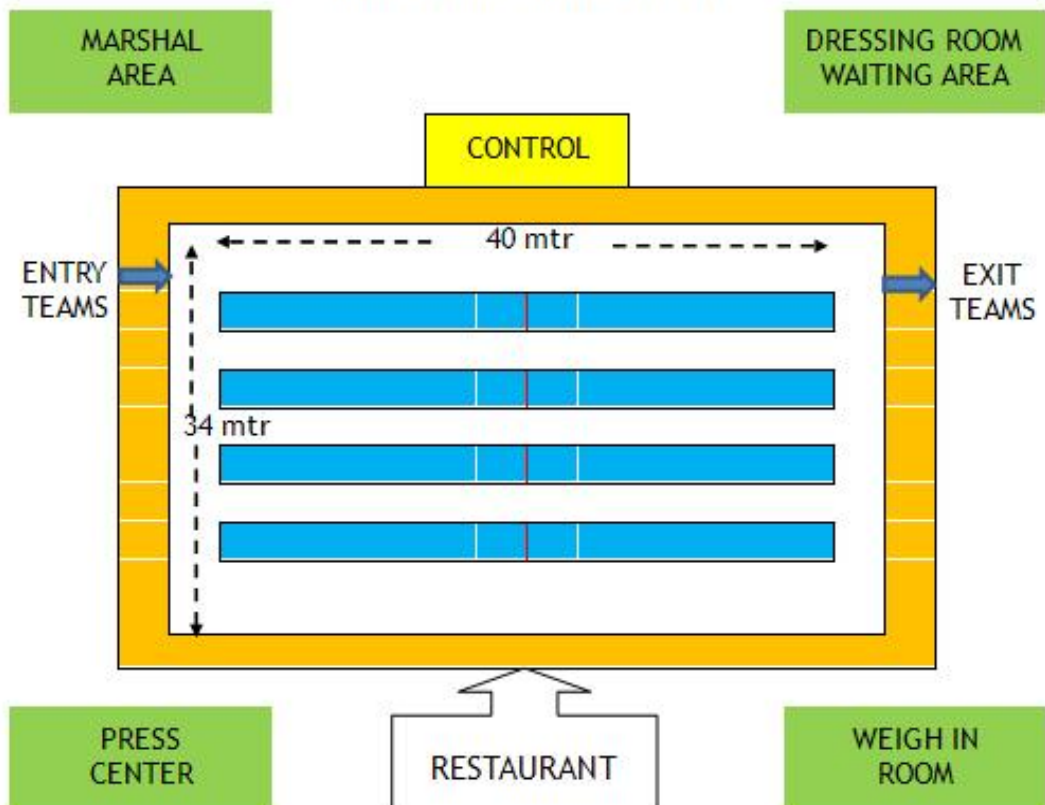 MARSHAL
AREA
DRESSING ROOM
WAITING AREA
CONTROL
40 mtr
ENTRY
TEAMS
EXIT
TEAMS
34 mtr
PRESS
CENTER
RESTAURANT
WEIGH IN
ROOM